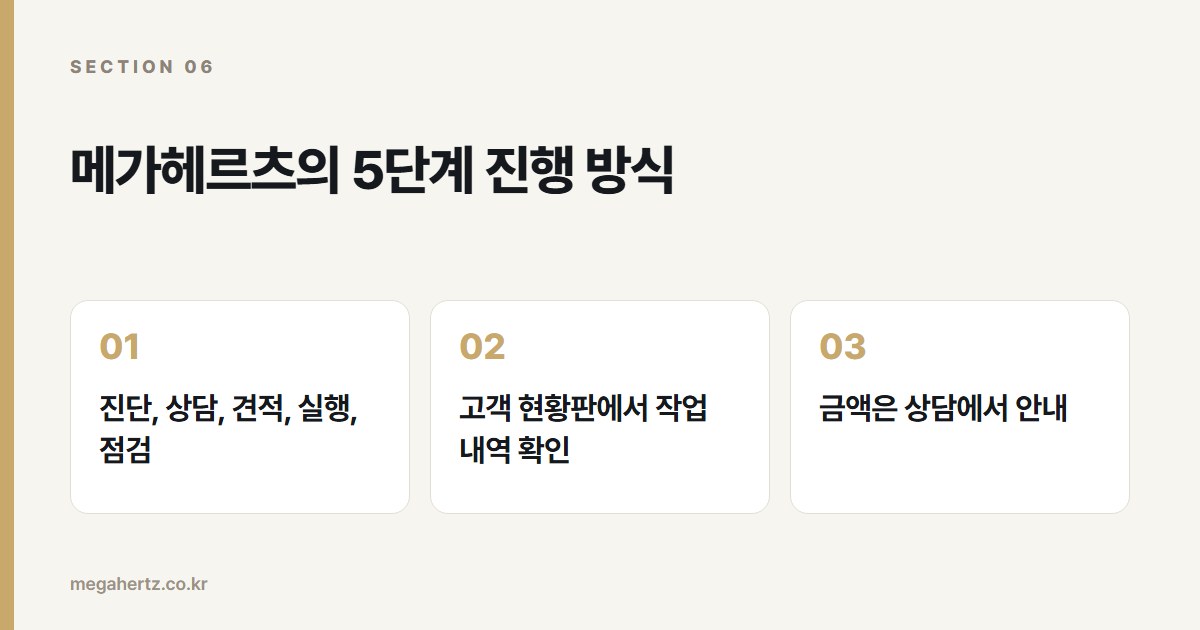 SECTION 06
메가헤르츠의 5단계 진행 방식
01
진단, 상담, 견적, 실행,
점검
02
고객 현황판에서 작업
내역 확인
03
금액은 상담에서 안내
megahertz.co.kr